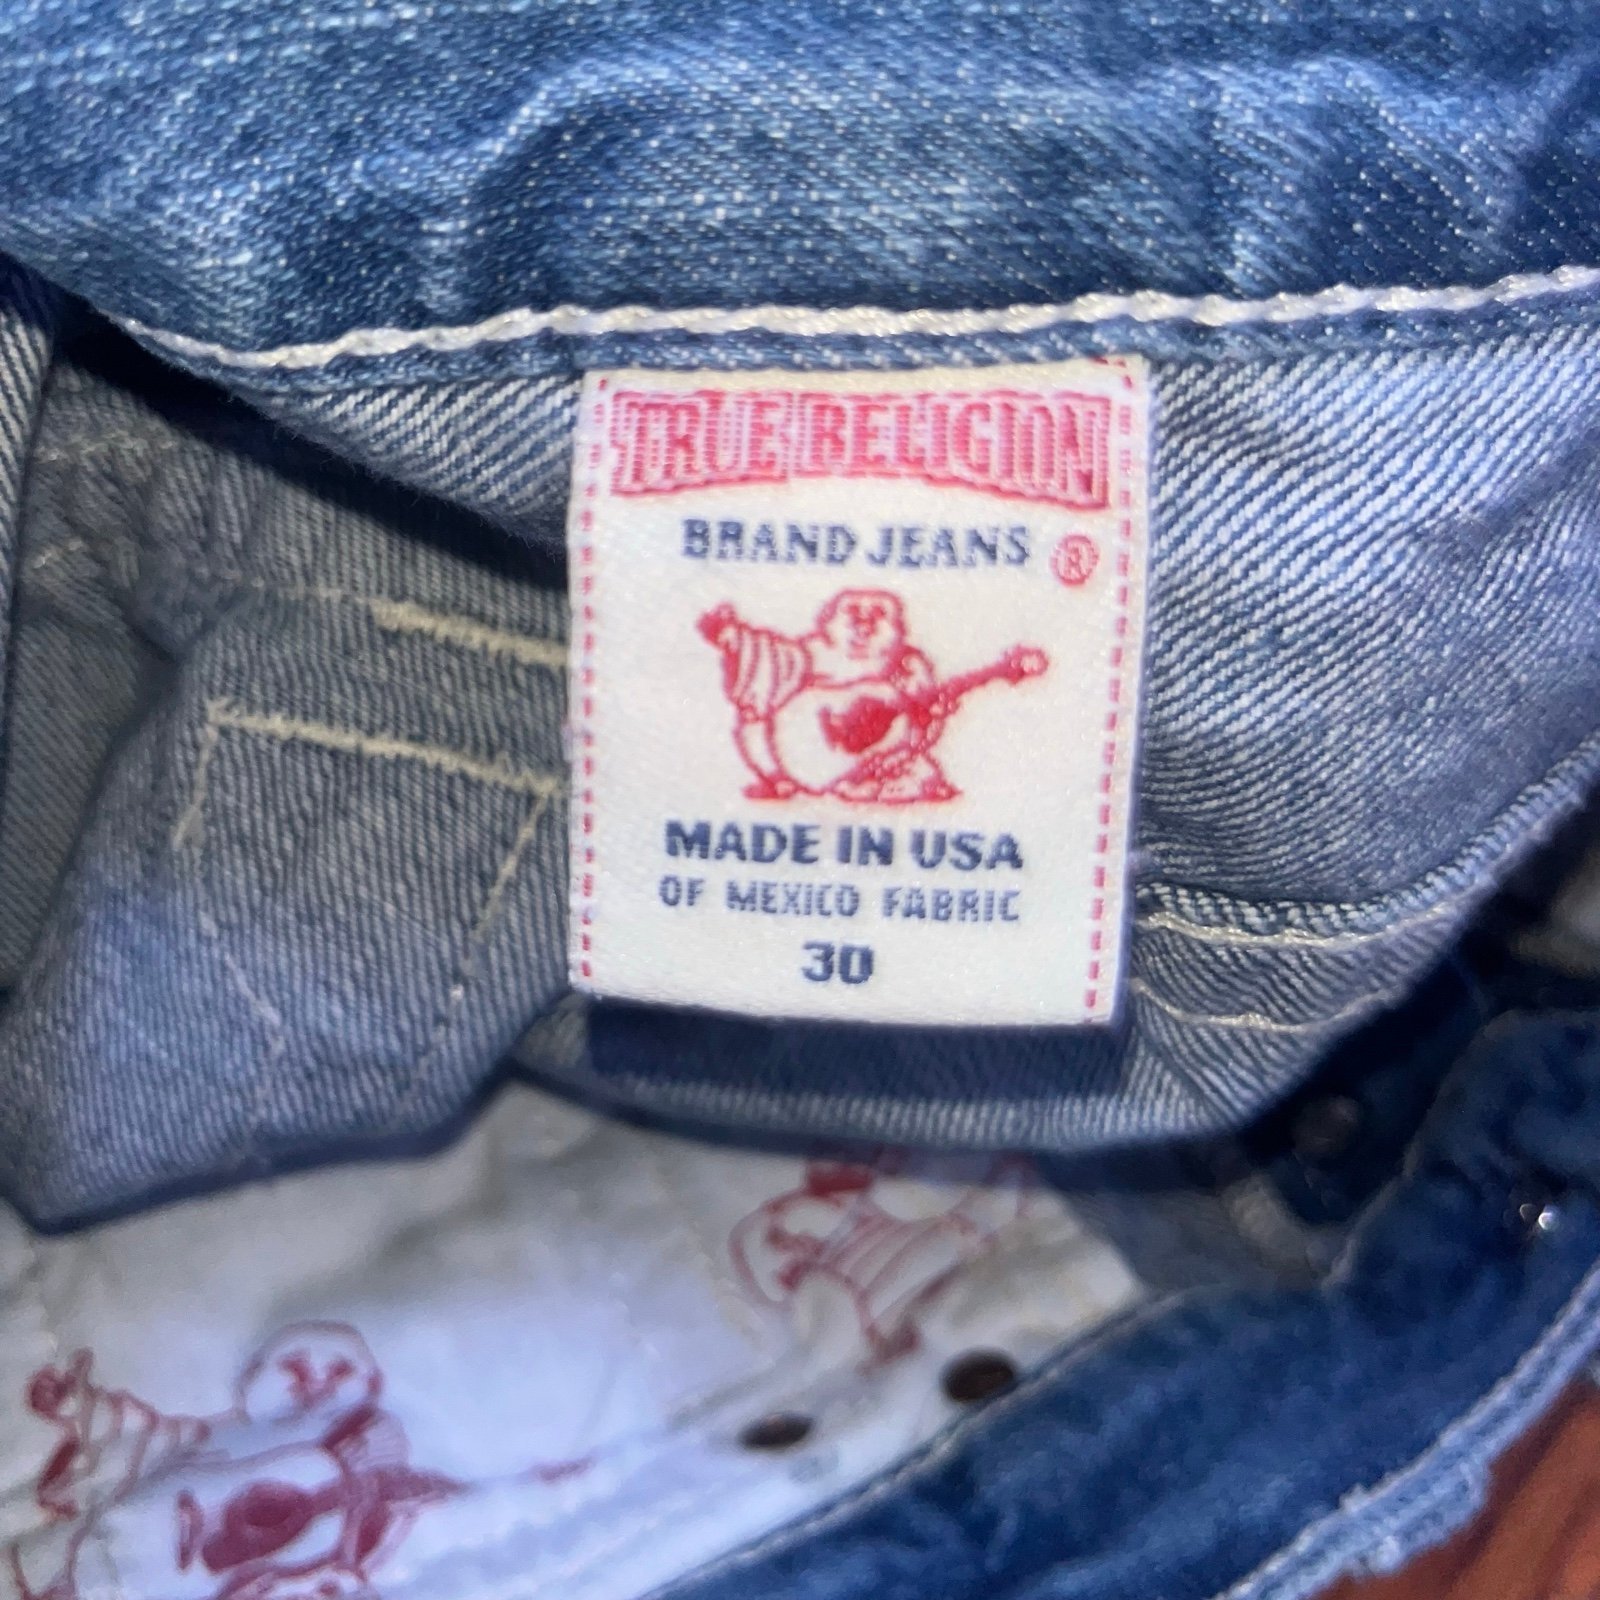 TRUE RELIGION
BRAND JEANS ®
MADE IN USA
OF MEXICO FABRIC
30